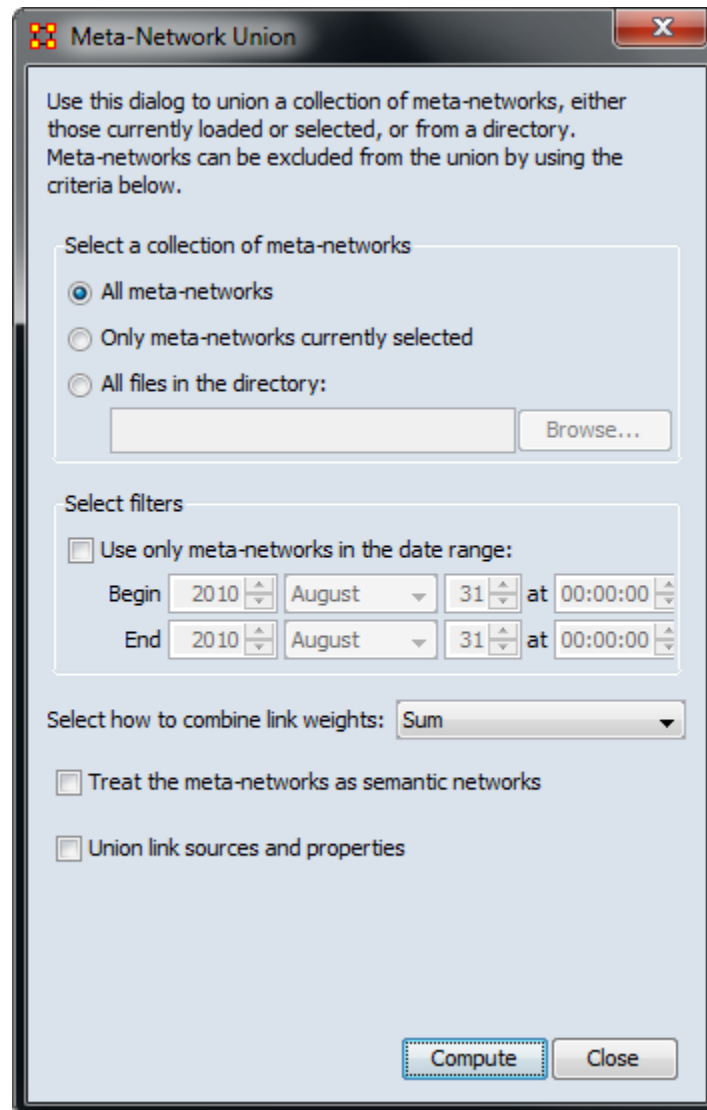 Meta-Network Union
Use this dialog to union a collection of meta-networks, either
those currently loaded or selected, or from a directory.
Meta-networks can be excluded from the union by using the
criteria below.
Select a collection of meta-networks
All meta-networks
Only meta-networks currently selected
All files in the directory:
Browse...
Select filters
Use only meta-networks in the date range:
Begin 2010 August 31 at 00:00:00
End 2010 August 31 at 00:00:00
Select how to combine link weights: Sum
Treat the meta-networks as semantic networks
Union link sources and properties
Compute Close